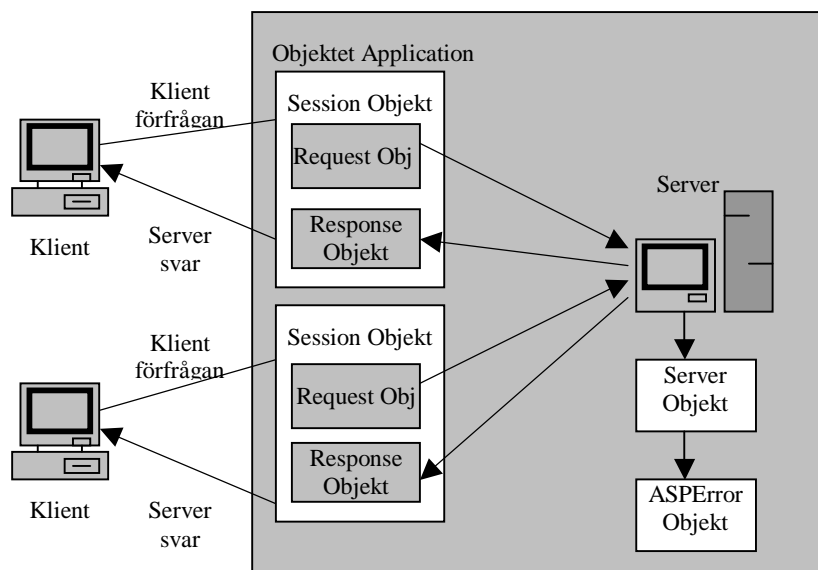 Objektet Application
Klient
förfrågan
Session Objekt
Request Obj
Server
Response
Objekt
Klient
Server
svar
Klient
förfrågan
Session Objekt
Request Obj
Server
Objekt
Response
Objekt
Klient
Server
svar
ASPError
Objekt